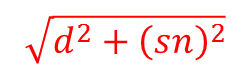 √(d² + (sn)²)